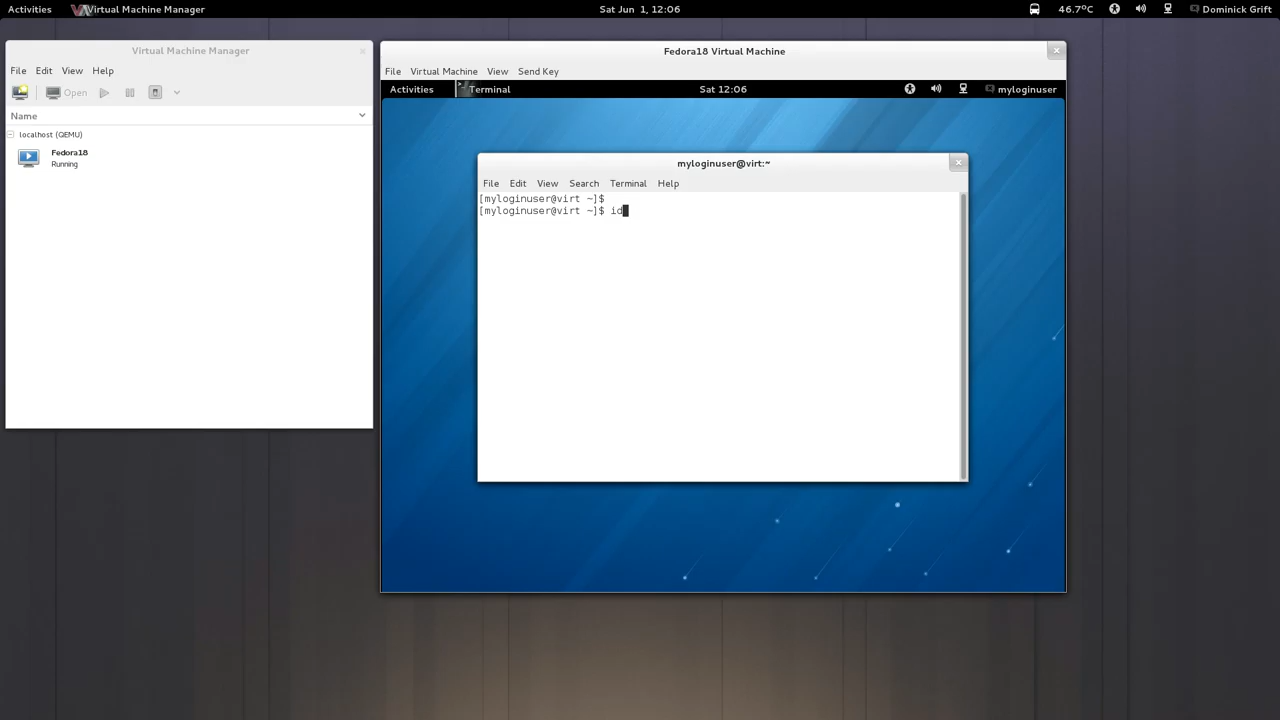 Activities Virtual Machine Manager Sat Jun 1, 12:06 46.7°C Dominick Grift
Virtual Machine Manager
File Edit View Help
Open
Name
localhost (QEMU)
Fedora18
Running
Fedora18 Virtual Machine
File Virtual Machine View Send Key
Activities Terminal Sat 12:06 myloginuser
myloginuser@virt:~
File Edit View Search Terminal Help
[myloginuser@virt ~]$
[myloginuser@virt ~]$ id